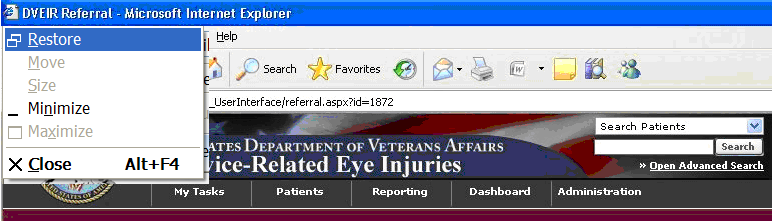 DVEIR Referral - Microsoft Internet Explorer
Restore
Move
Size
Minimize
Maximize
Close Alt+F4
Help
Search Favorites
_UserInterface/referral.aspx?id=1872
ATES DEPARTMENT OF VETERANS AFFAIRS
vice-Related Eye Injuries
Search Patients
Search
» Open Advanced Search
My Tasks Patients Reporting Dashboard Administration